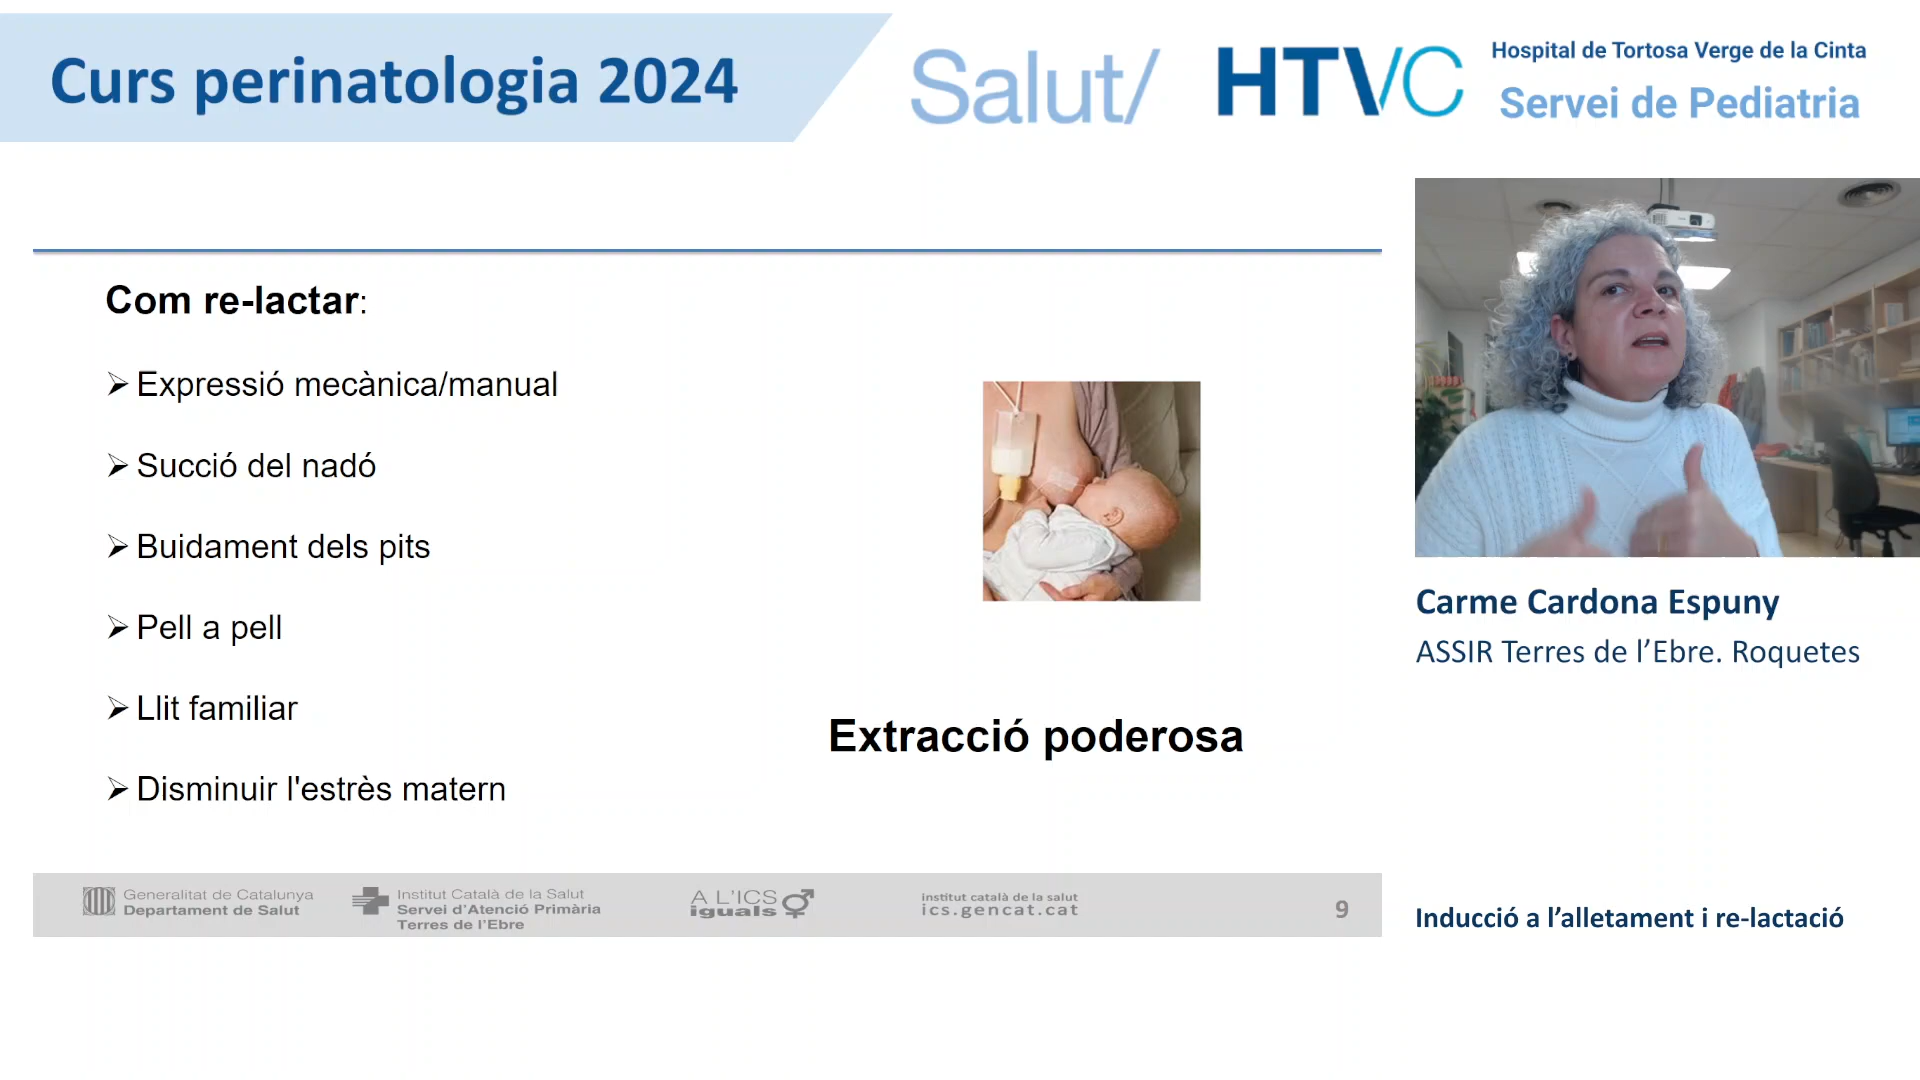 Curs perinatologia 2024
Salut/
HTVC
Hospital de Tortosa Verge de la Cinta
Servei de Pediatria
Com re-lactar:
Expressió mecànica/manual
Succió del nadó
Buidament dels pits
Pell a pell
Llit familiar
Disminuir l'estrès matern
Extracció poderosa
Carme Cardona Espuny
ASSIR Terres de l’Ebre. Roquetes
Generalitat de Catalunya
Departament de Salut
Institut Català de la Salut
Servei d'Atenció Primària
Terres de l'Ebre
A L'ICS
iguals
institut català de la salut
ics.gencat.cat
9
Inducció a l’alletament i re-lactació